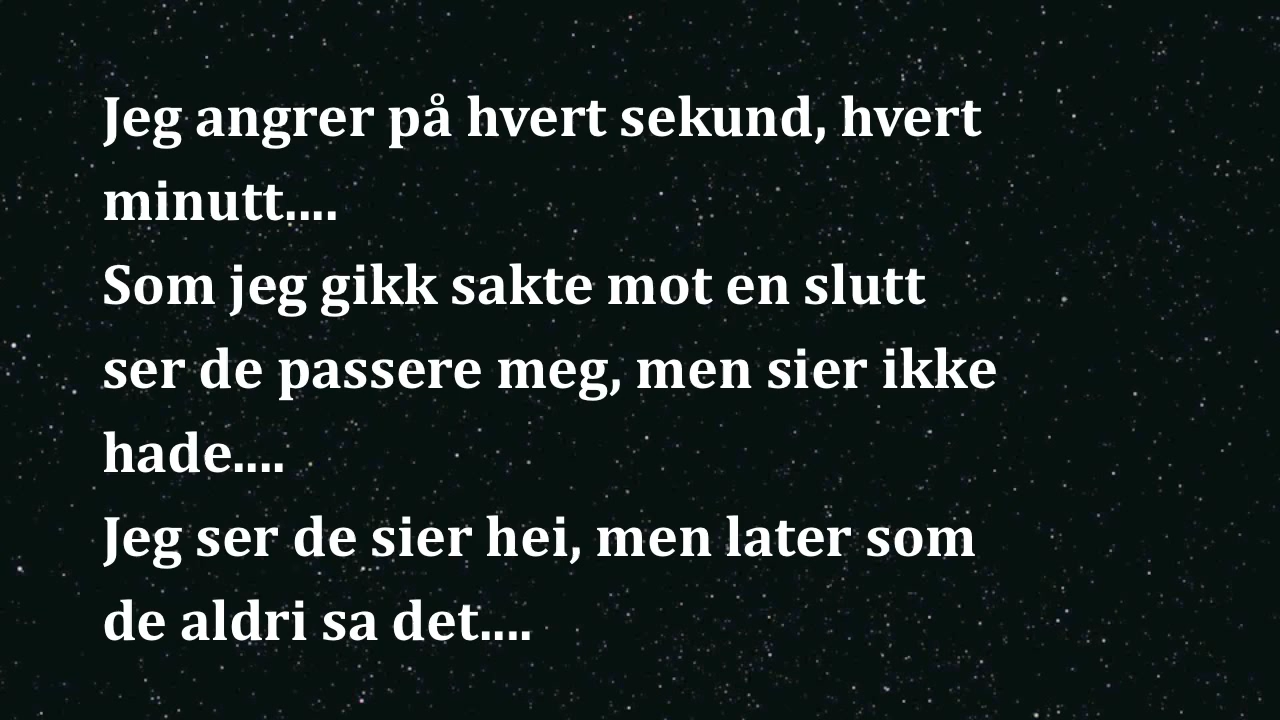 Jeg angrer på hvert sekund, hvert
minutt....
Som jeg gikk sakte mot en slutt
ser de passere meg, men sier ikke
hade....
Jeg ser de sier hei, men later som
de aldri sa det....